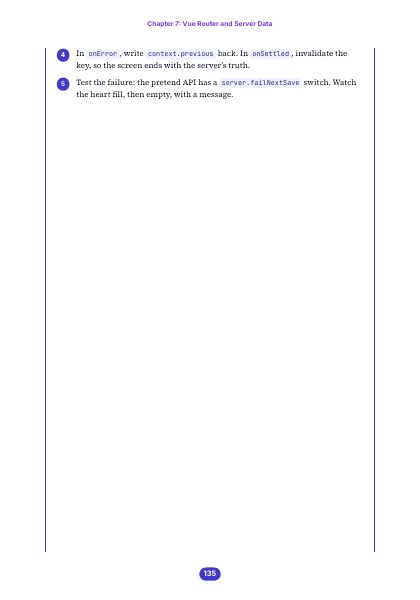 Chapter 7: Vue Router and Server Data
4 In onError, write context.previous back. In onSettled, invalidate the
key, so the screen ends with the server's truth.
5 Test the failure: the pretend API has a server.failNextSave switch. Watch
the heart fill, then empty, with a message.
135